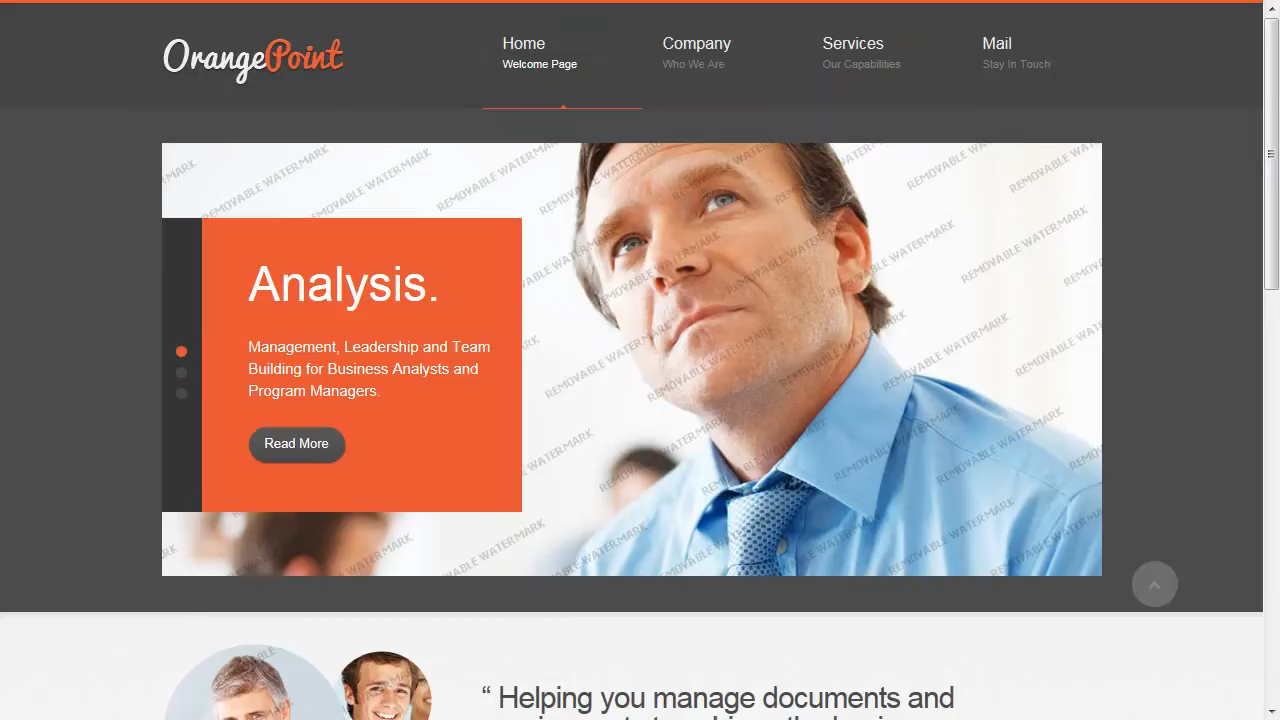 OrangePoint
Home
Welcome Page
Company
Who We Are
Services
Our Capabilities
Mail
Stay In Touch
REMOVABLE WATERMARK
Analysis.
Management, Leadership and Team
Building for Business Analysts and
Program Managers.
Read More
“ Helping you manage documents and